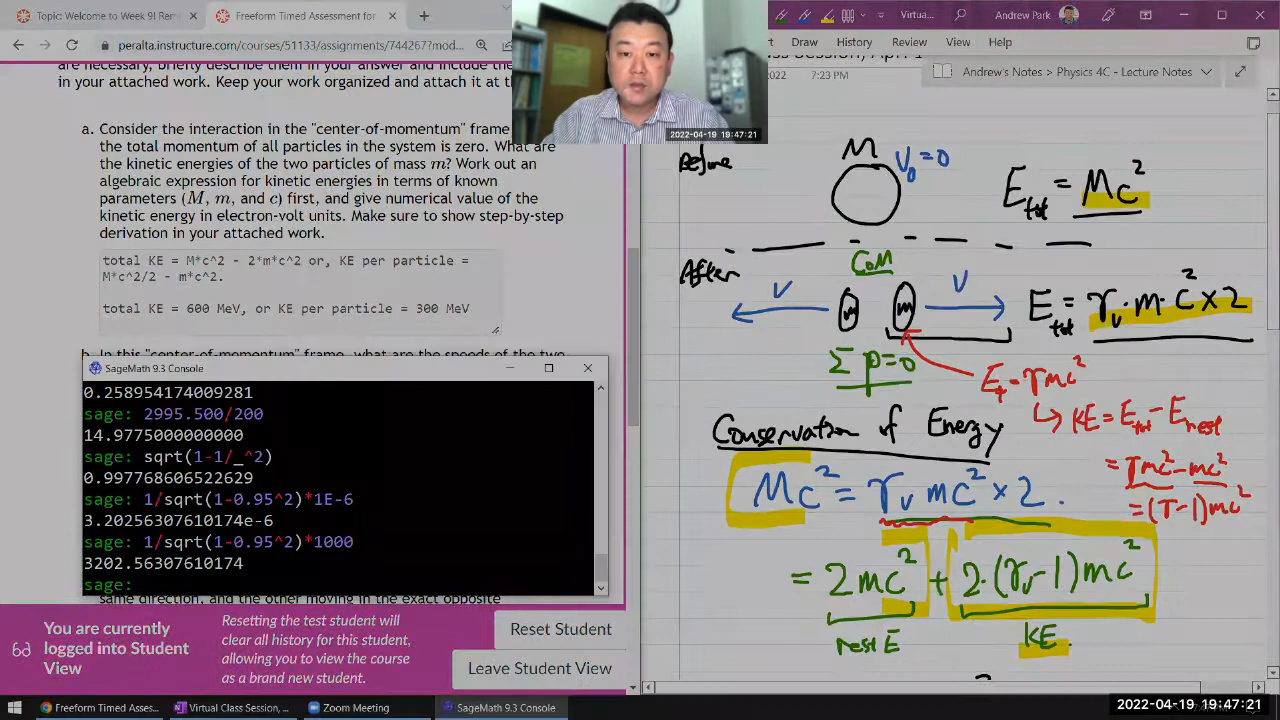 Topic: Welcome to Week 9! Rem
Freeform Timed Assessment for
peralta.instructure.com/courses/51133/assignments/744267?mod...
are necessary, briefly describe them in your answer and include the
in your attached work. Keep your work organized and attach it at th
a. Consider the interaction in the "center-of-momentum" frame
the total momentum of all particles in the system is zero. What are
the kinetic energies of the two particles of mass m? Work out an
algebraic expression for kinetic energies in terms of known
parameters (M, m, and c) first, and give numerical value of the
kinetic energy in electron-volt units. Make sure to show step-by-step
derivation in your attached work.
total KE = M*c^2 - 2*m*c^2 or, KE per particle =
M*c^2/2 - m*c^2.
total KE = 600 MeV, or KE per particle = 300 MeV
b. In this "center-of-momentum" frame, what are the speeds of the two
SageMath 9.3 Console
0.258954174009281
sage: 2995.500/200
14.9775000000000
sage: sqrt(1-1/_^2)
0.997768606522629
sage: 1/sqrt(1-0.95^2)*1E-6
3.20256307610174e-6
sage: 1/sqrt(1-0.95^2)*1000
3202.56307610174
sage:
same direction, and the other moving in the exact opposite
You are currently
logged into Student
View
Resetting the test student will
clear all history for this student,
allowing you to view the course
as a brand new student.
Reset Student
Leave Student View
2022-04-19 19:47:21
Virtua...
Andrew Park
Draw
History
Review
View
Help
2022 7:23 PM
Andrew's Notes > Physics 4C - Lecture Notes
Before
M
V₀ = 0
E_tot = Mc²
After
CoM
V
m
m
V
E_tot = γ_v · m · c² × 2
Σ p = 0
E_t = γmc²
↳ KE = E_tot − E_rest
= γmc² − mc²
= (γ−1)mc²
Conservation of Energy
Mc² = γ_v mc² × 2.
= 2mc² + 2·(γ_v − 1)mc²
rest E
KE.
Freeform Timed Asses...
Virtual Class Session, ...
Zoom Meeting
SageMath 9.3 Console
2022-04-19 19:47:21